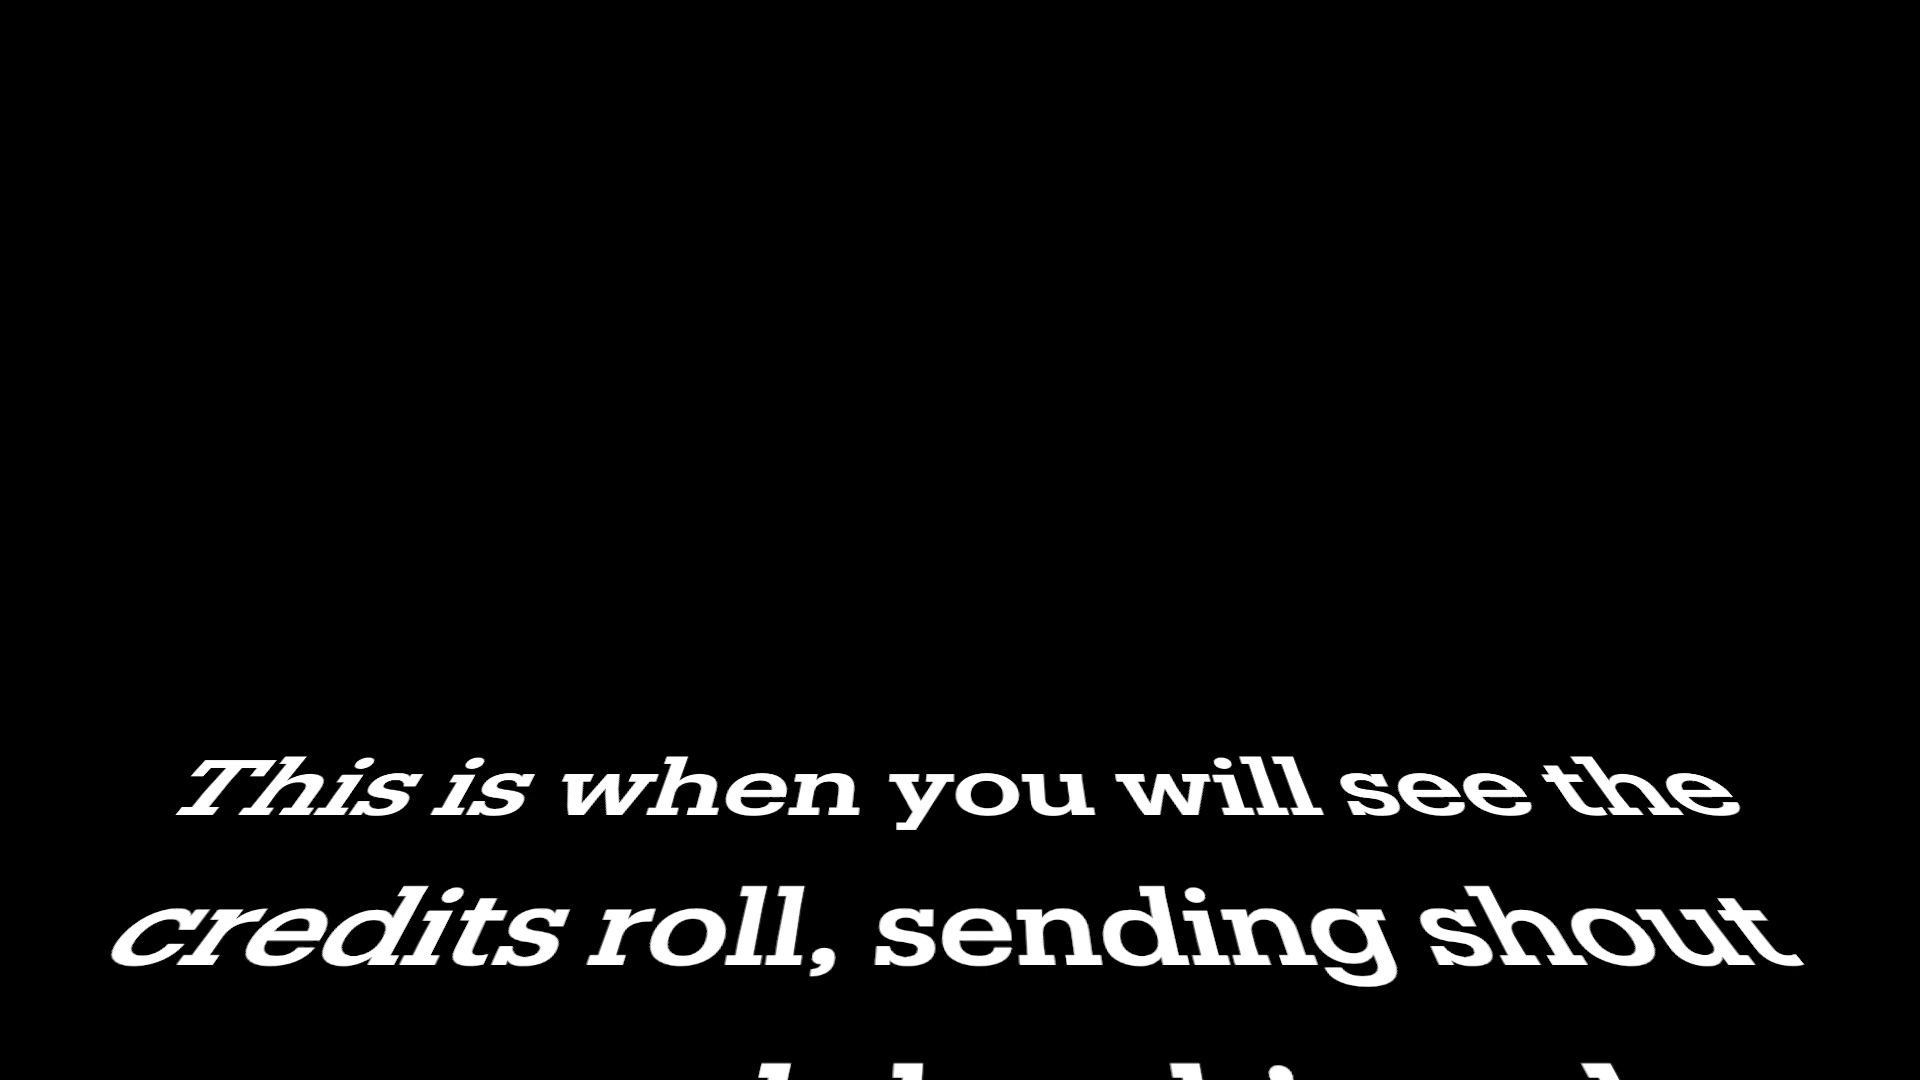 This is when you will see the
credits roll, sending shout